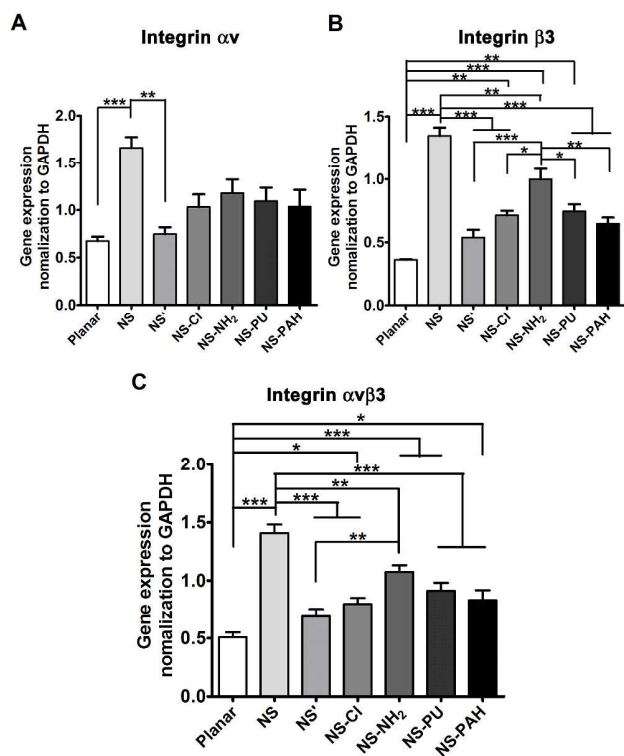 A
Integrin αv
Gene expression
nomalization to GAPDH
2.0
1.5
1.0
0.5
0.0
***
**
Planar
NS
NS'
NS-Cl
NS-NH₂
NS-PU
NS-PAH
B
Integrin β3
Gene expression
nomalization to GAPDH
1.5
1.0
0.5
0.0
**
***
**
**
***
***
***
***
**
*
*
Planar
NS
NS'
NS-Cl
NS-NH₂
NS-PU
NS-PAH
C
Integrin αvβ3
Gene expression
nomalization to GAPDH
2.0
1.5
1.0
0.5
0.0
*
***
*
***
**
***
***
**
Planar
NS
NS'
NS-Cl
NS-NH₂
NS-PU
NS-PAH